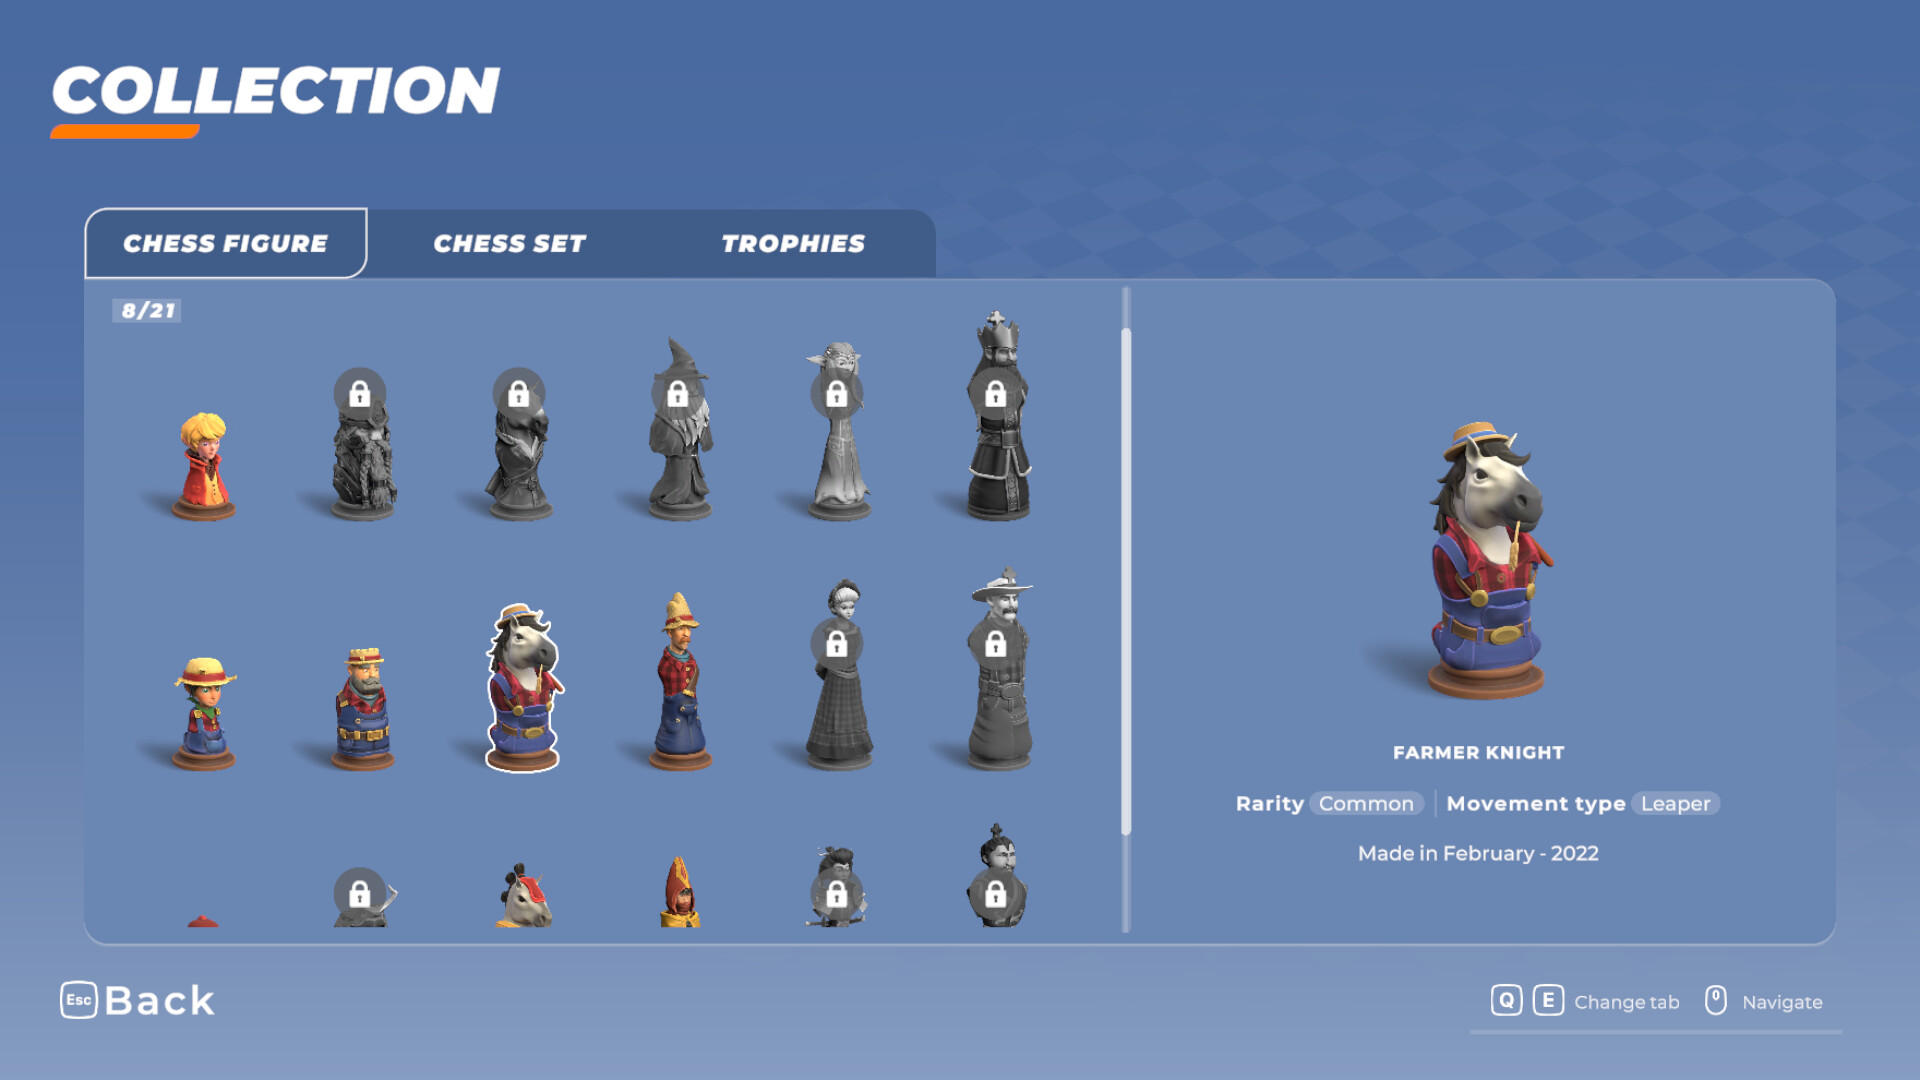 COLLECTION
CHESS FIGURE
CHESS SET
TROPHIES
8/21
FARMER KNIGHT
Rarity Common Movement type Leaper
Made in February - 2022
Esc Back
Q E Change tab Navigate